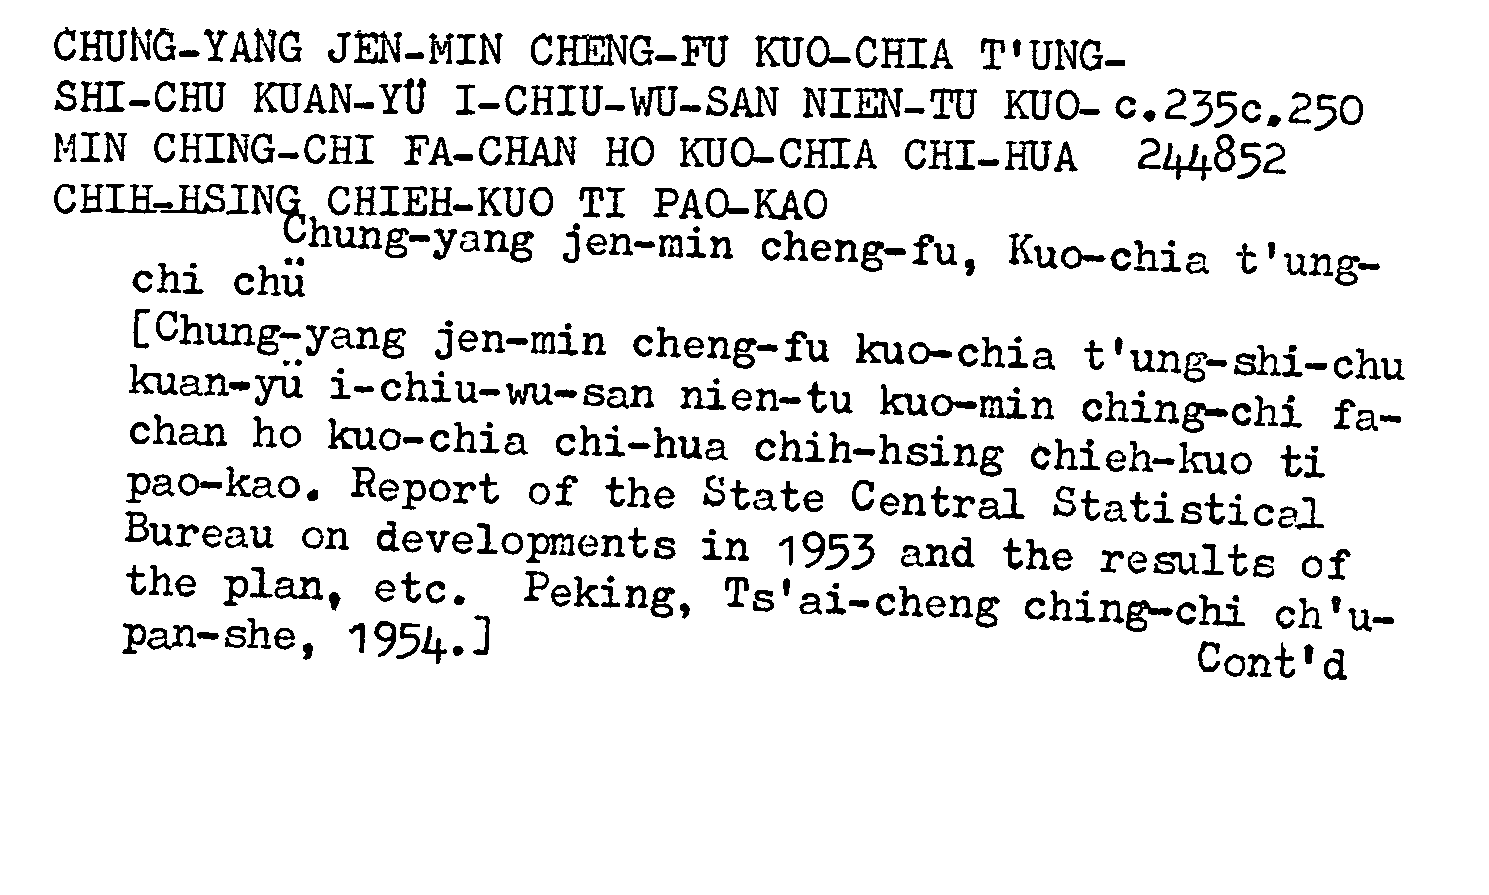 CHUNG-YANG JEN-MIN CHENG-FU KUO-CHIA T'UNG-
SHI-CHU KUAN-YÜ I-CHIU-WU-SAN NIEN-TU KUO- c.235c.250
MIN CHING-CHI FA-CHAN HO KUO-CHIA CHI-HUA 244852
CHIH-HSING CHIEH-KUO TI PAO-KAO
Chung-yang jen-min cheng-fu, Kuo-chia t'ung-
chi chü
[Chung-yang jen-min cheng-fu kuo-chia t'ung-shi-chu
kuan-yü i-chiu-wu-san nien-tu kuo-min ching-chi fa-
chan ho kuo-chia chi-hua chih-hsing chieh-kuo ti
pao-kao. Report of the State Central Statistical
Bureau on developments in 1953 and the results of
the plan, etc. Peking, Ts'ai-cheng ching-chi ch'u-
pan-she, 1954.]
Cont'd